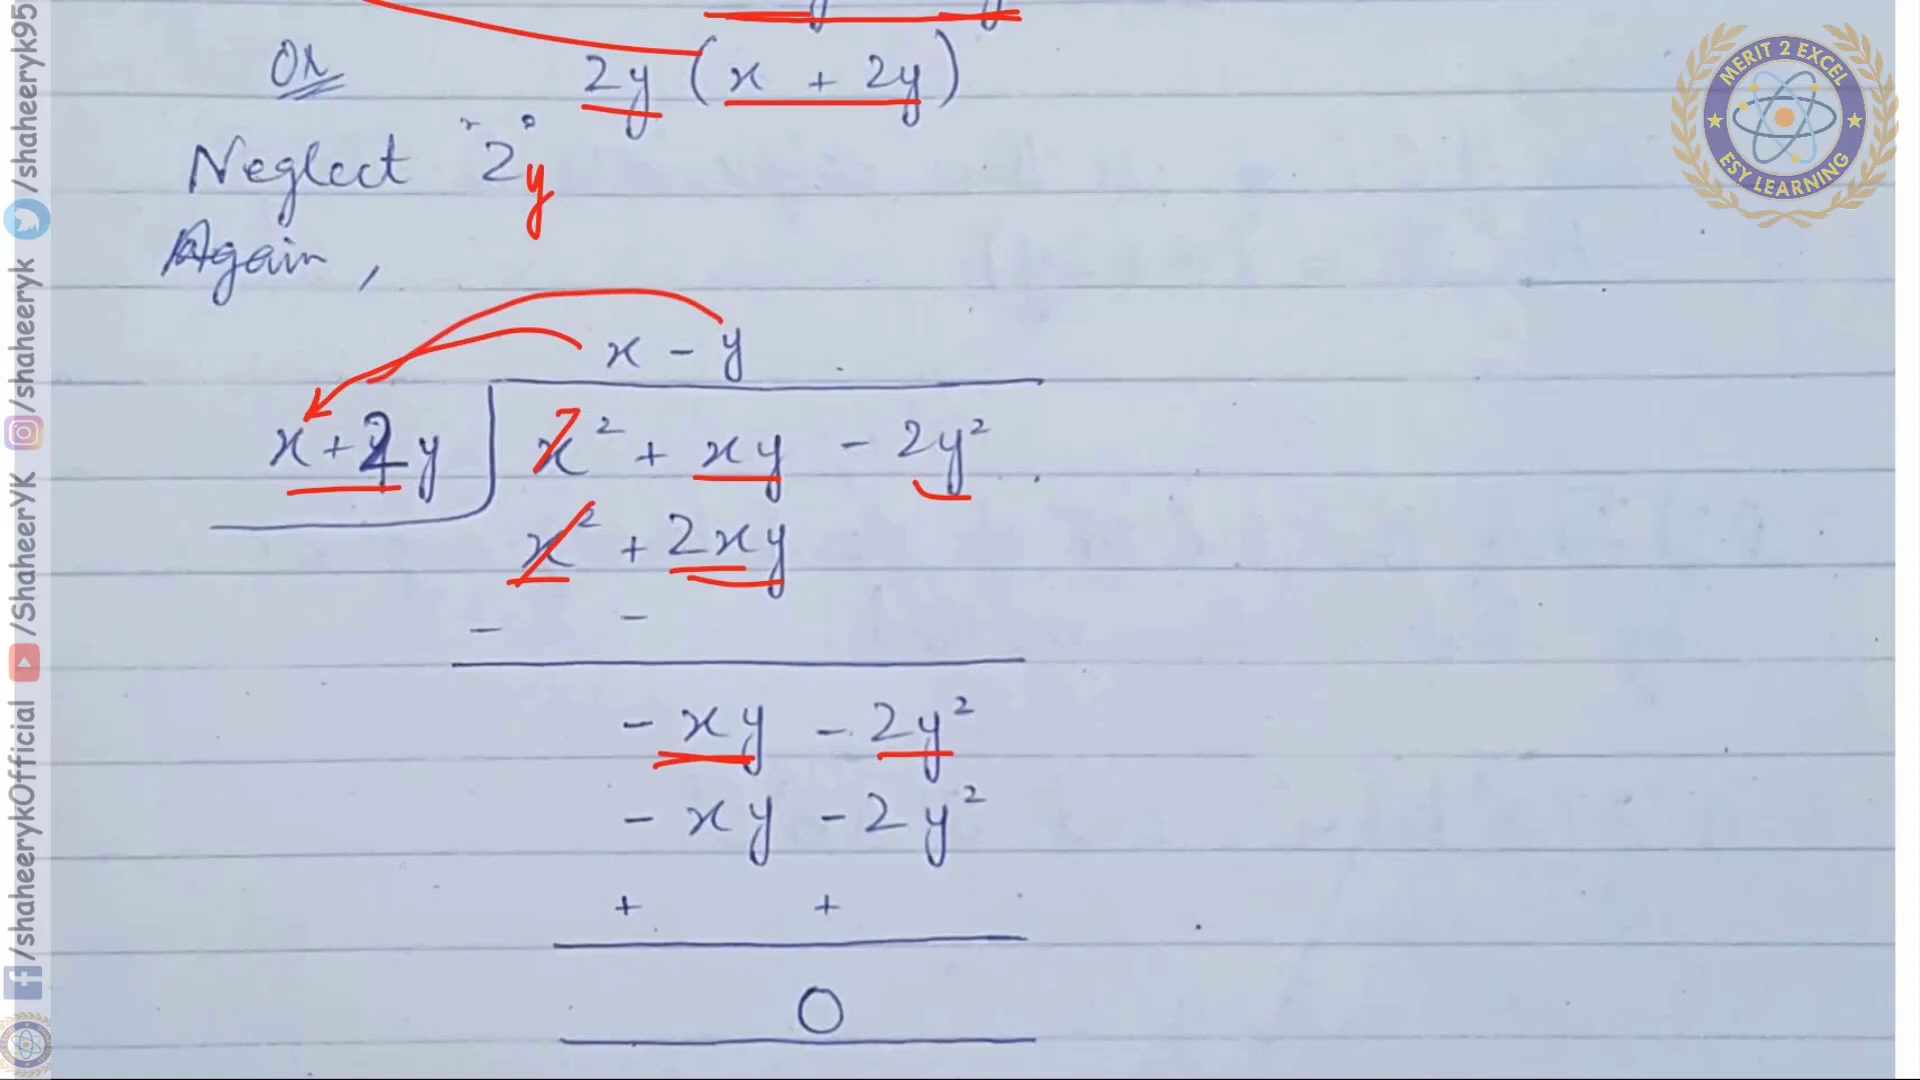 Or 2y (x + 2y)
Neglect 2y
Again,
x - y
x + 2y x² + xy - 2y²
x² + 2xy
- -
- xy - 2y²
- xy - 2y²
+ +
0
MERIT 2 EXCEL
ESY LEARNING
/shaheeryk95
/shaheeryk
/ShaheerYK
/shaheerykOfficial